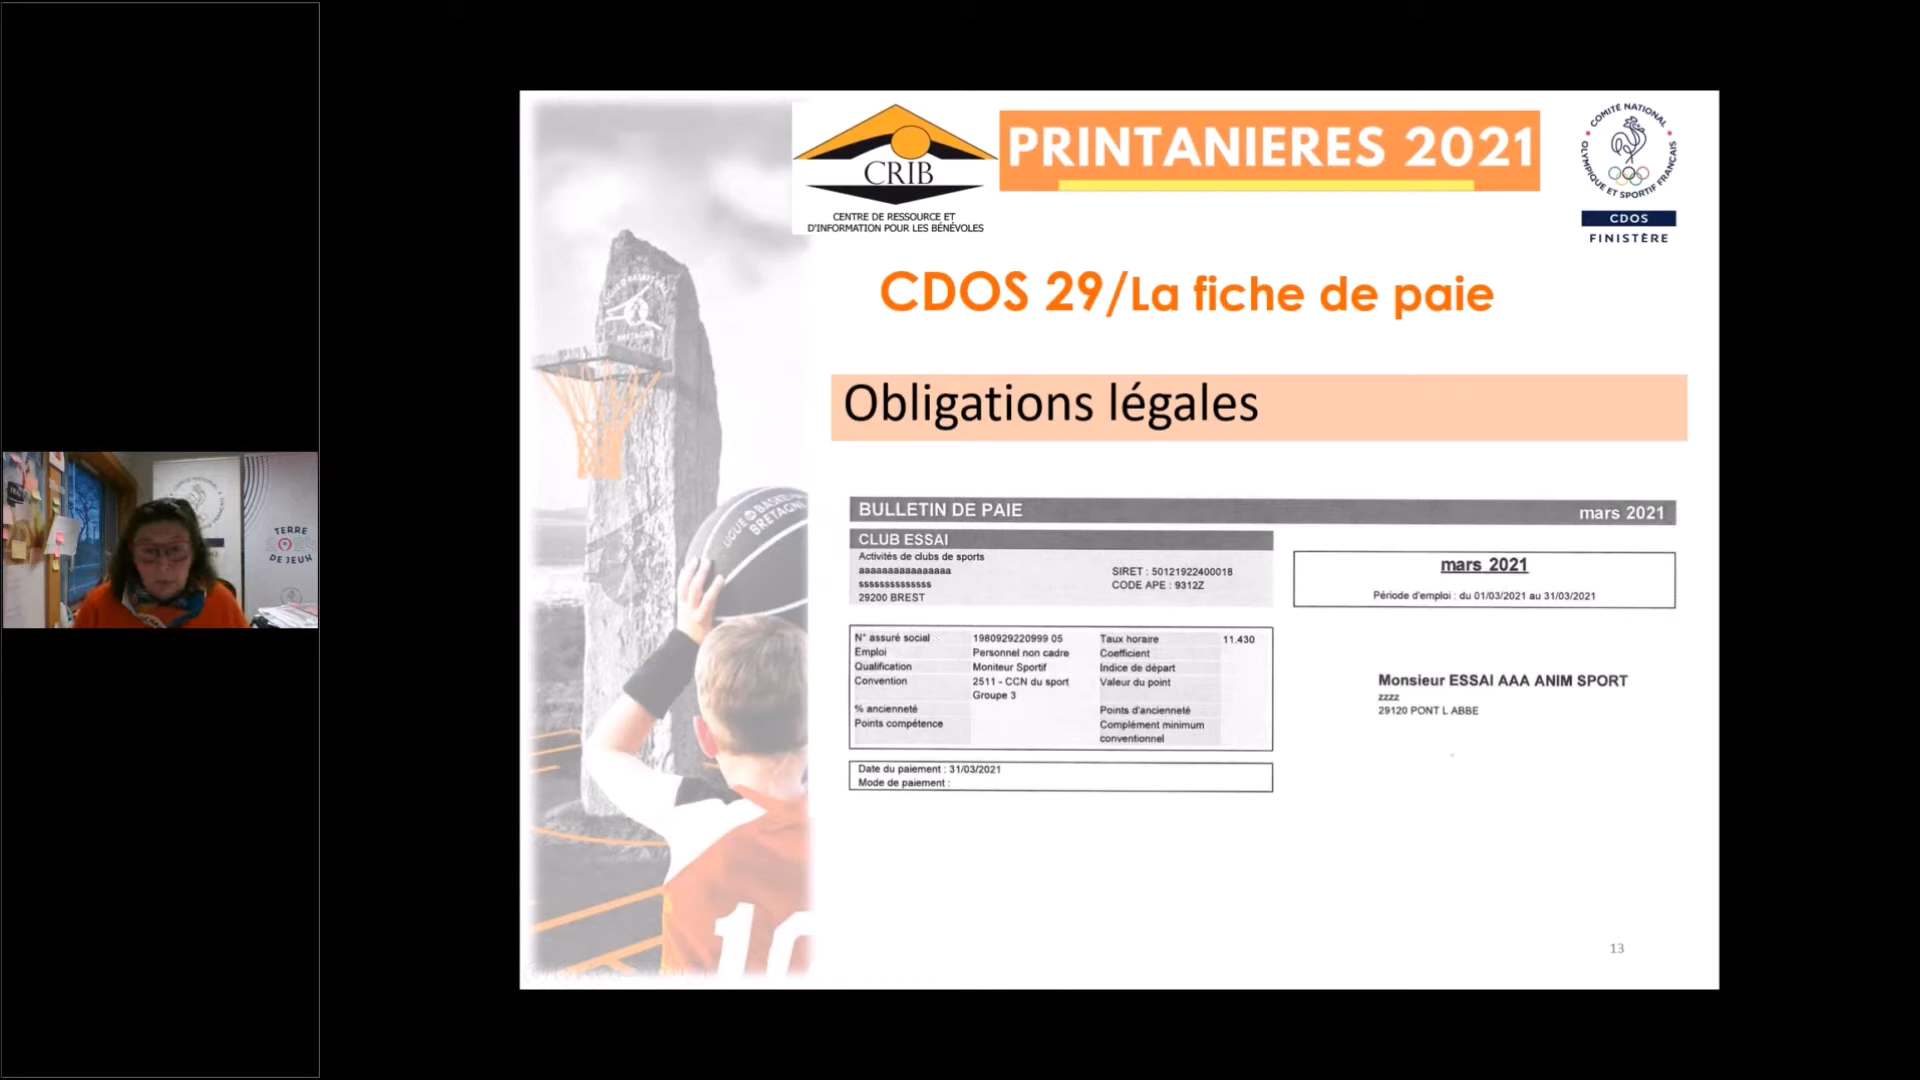 CRIB
CENTRE DE RESSOURCE ET
D'INFORMATION POUR LES BÉNÉVOLES
PRINTANIERES 2021
COMITÉ NATIONAL
OLYMPIQUE ET SPORTIF FRANÇAIS
CDOS
FINISTÈRE
CDOS 29/La fiche de paie
Obligations légales
BULLETIN DE PAIE mars 2021
CLUB ESSAI
Activités de clubs de sports
aaaaaaaaaaaaaaaa
ssssssssssssss
29200 BREST
SIRET : 50121922400018
CODE APE : 9312Z
mars 2021
Période d'emploi : du 01/03/2021 au 31/03/2021
N° assuré social 1980929220999 05 Taux horaire 11.430
Emploi Personnel non cadre Coefficient
Qualification Moniteur Sportif Indice de départ
Convention 2511 - CCN du sport Valeur du point
Groupe 3
% ancienneté Points d'ancienneté
Points compétence Complément minimum
conventionnel
Monsieur ESSAI AAA ANIM SPORT
zzzz
29120 PONT L ABBE
Date du paiement : 31/03/2021
Mode de paiement :
LIGUE BASKET
BRETAGNE
10
13
TERRE
DE JEUX